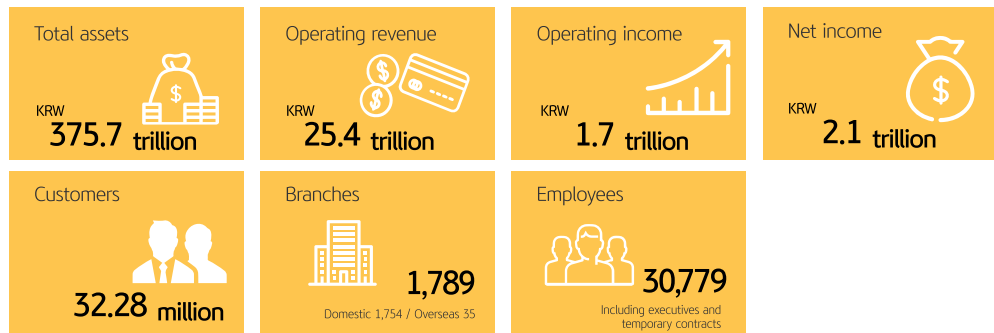 Total assets
KRW
375.7 trillion
Operating revenue
KRW
25.4 trillion
Operating income
KRW
1.7 trillion
Net income
KRW
2.1 trillion
Customers
32.28 million
Branches
1,789
Domestic 1,754 / Overseas 35
Employees
30,779
Including executives and
temporary contracts